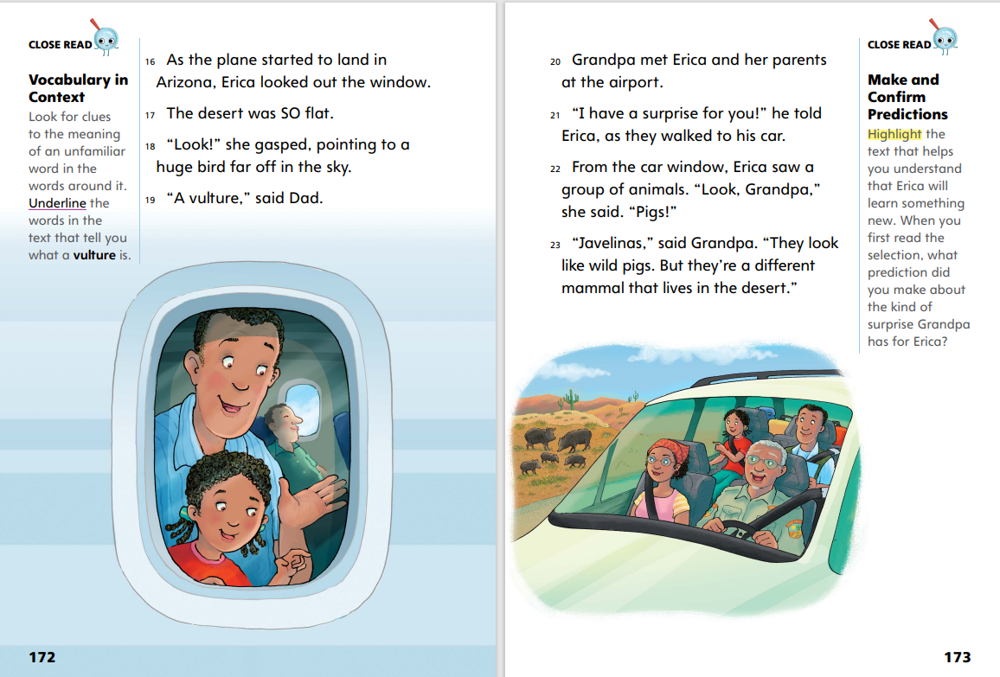 CLOSE READ
Vocabulary in
Context
Look for clues
to the meaning
of an unfamiliar
word in the
words around it.
Underline the
words in the
text that tell you
what a vulture is.
16 As the plane started to land in
Arizona, Erica looked out the window.
17 The desert was SO flat.
18 “Look!” she gasped, pointing to a
huge bird far off in the sky.
19 “A vulture,” said Dad.
172
20 Grandpa met Erica and her parents
at the airport.
21 “I have a surprise for you!” he told
Erica, as they walked to his car.
22 From the car window, Erica saw a
group of animals. “Look, Grandpa,”
she said. “Pigs!”
23 “Javelinas,” said Grandpa. “They look
like wild pigs. But they’re a different
mammal that lives in the desert.”
CLOSE READ
Make and
Confirm
Predictions
Highlight the
text that helps
you understand
that Erica will
learn something
new. When you
first read the
selection, what
prediction did
you make about
the kind of
surprise Grandpa
has for Erica?
173